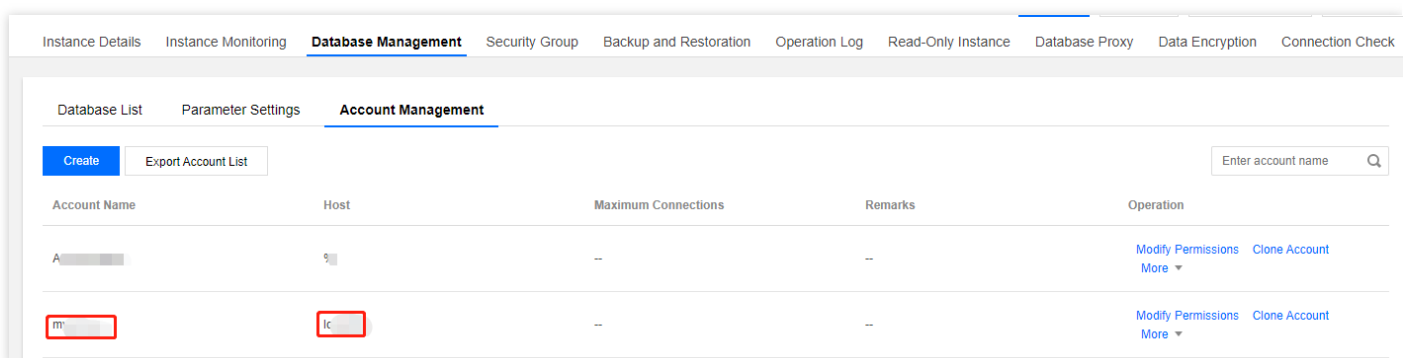 Instance Details Instance Monitoring Database Management Security Group Backup and Restoration Operation Log Read-Only Instance Database Proxy Data Encryption Connection Check
Database List Parameter Settings Account Management
Create Export Account List Enter account name
Account Name Host Maximum Connections Remarks Operation
-- -- Modify Permissions Clone Account
More
-- -- Modify Permissions Clone Account
More